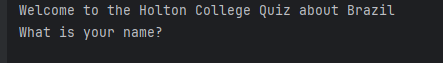 Welcome to the Holton College Quiz about Brazil
What is your name?